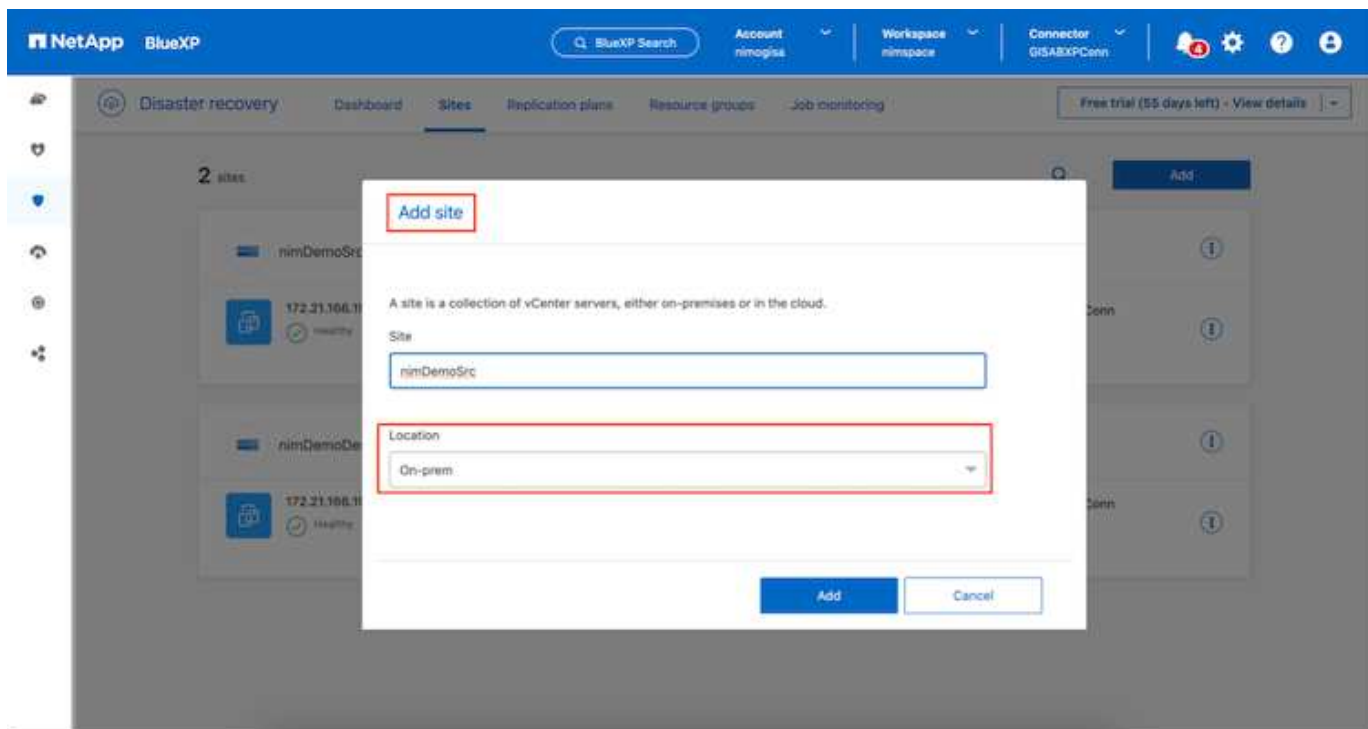 NetApp BlueXP
BlueXP Search
Account
nimogisa
Workspace
nimspace
Connector
GISABXPConn
4
Disaster recovery
Dashboard
Sites
Replication plans
Resource groups
Job monitoring
Free trial (55 days left) - View details
2 sites
Add
Add site
nimDemoSrc
A site is a collection of vCenter servers, either on-premises or in the cloud.
172.21.166.1
Conn
Healthy
Site
nimDemoSrc
Location
nimDemoDe
On-prem
172.21.166.1
Conn
Healthy
Add
Cancel